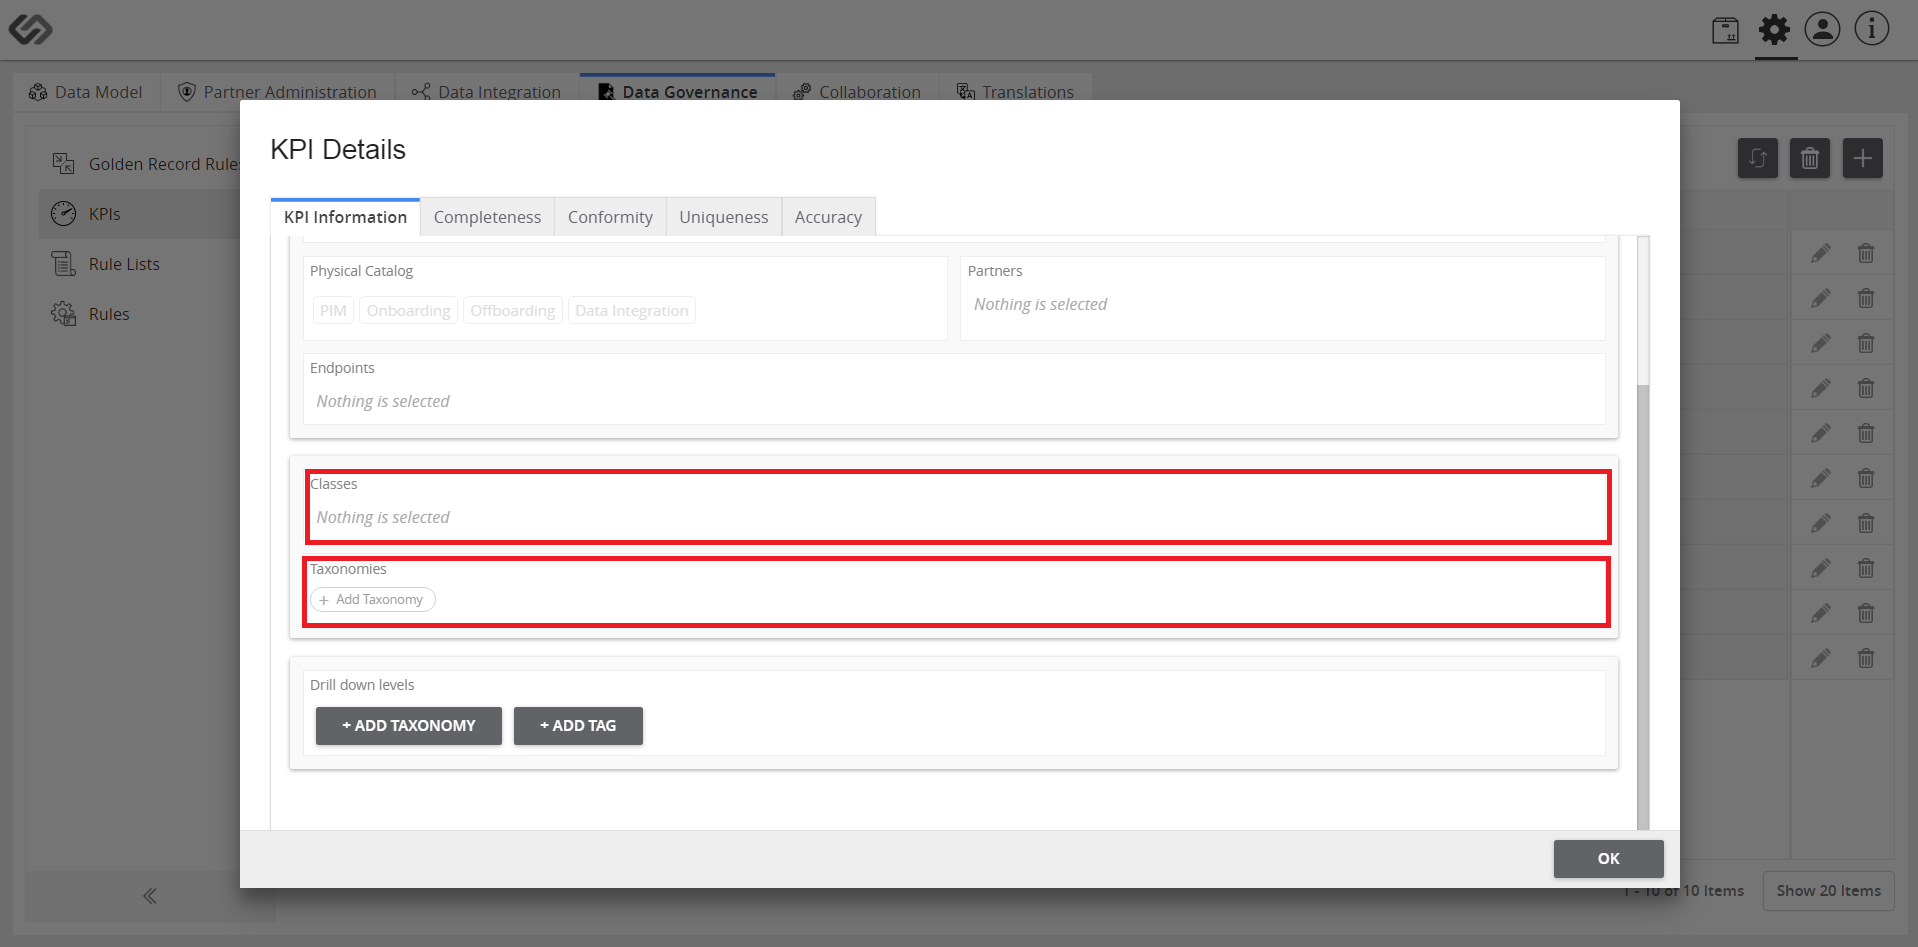 Data Model
Partner Administration
Data Integration
Data Governance
Collaboration
Translations
Golden Record Rules
KPIs
Rule Lists
Rules
KPI Details
KPI Information
Completeness
Conformity
Uniqueness
Accuracy
Physical Catalog
PIM
Onboarding
Offboarding
Data Integration
Partners
Nothing is selected
Endpoints
Nothing is selected
Classes
Nothing is selected
Taxonomies
+ Add Taxonomy
Drill down levels
+ ADD TAXONOMY
+ ADD TAG
OK
1 - 10 of 10 Items
Show 20 Items